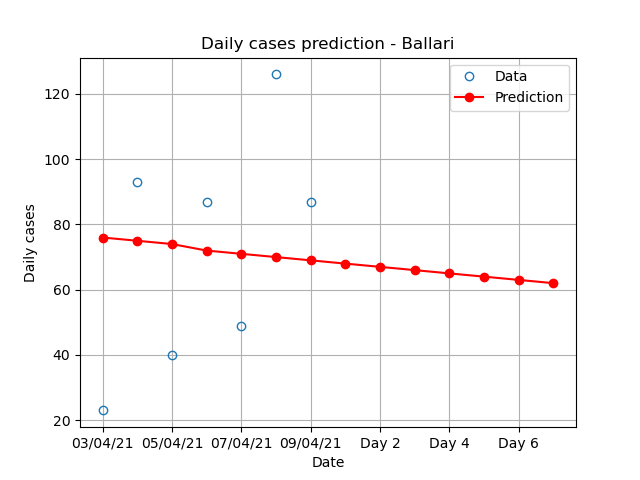 Daily cases prediction - Ballari
Data
Prediction
120
100
80
60
40
20
Daily cases
03/04/21 05/04/21 07/04/21 09/04/21 Day 2 Day 4 Day 6
Date